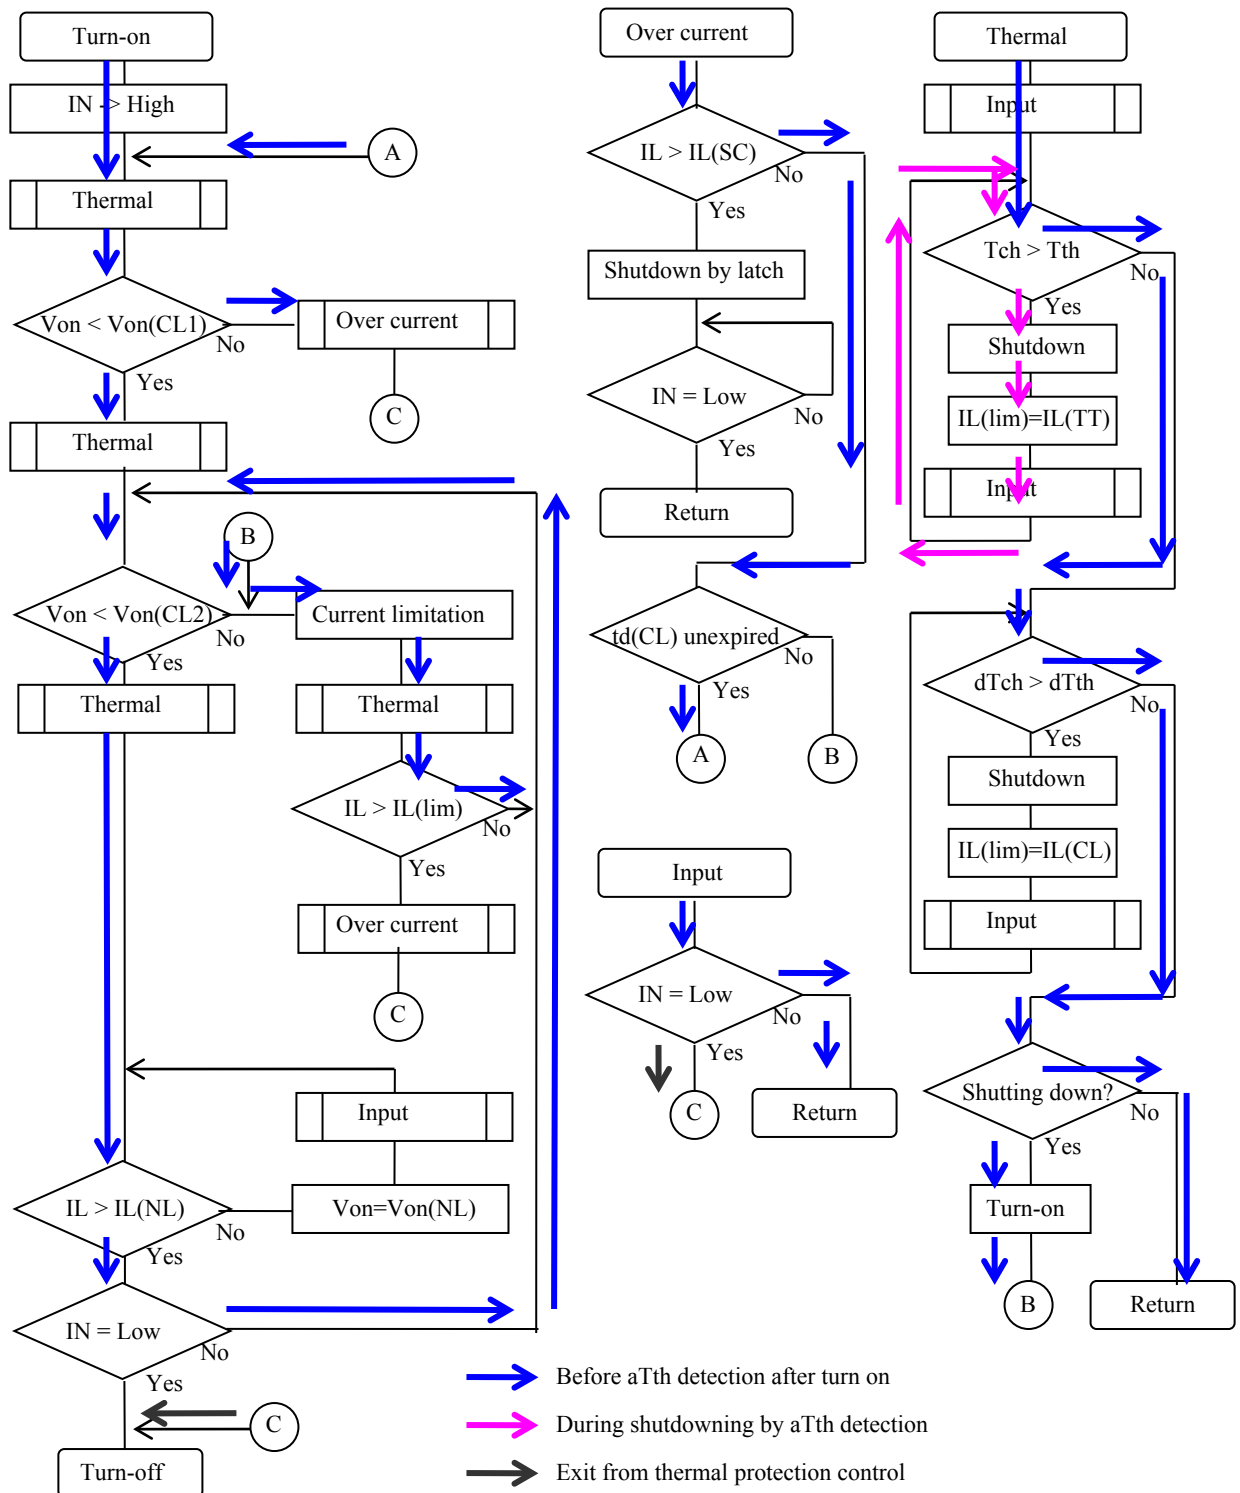 Turn-on
IN -> High
A
Thermal
Von < Von(CL1)
No
Yes
Over current
C
Thermal
B
Von < Von(CL2)
No
Yes
Current limitation
Thermal
Thermal
IL > IL(lim)
No
Yes
Over current
C
Input
Von=Von(NL)
IL > IL(NL)
No
Yes
IN = Low
No
Yes
C
Turn-off
Over current
IL > IL(SC)
No
Yes
Shutdown by latch
IN = Low
No
Yes
Return
td(CL) unexpired
No
Yes
A
B
Input
IN = Low
No
Yes
C
Return
Thermal
Input
Tch > Tth
No
Yes
Shutdown
IL(lim)=IL(TT)
Input
dTch > dTth
No
Yes
Shutdown
IL(lim)=IL(CL)
Input
Shutting down?
No
Yes
Turn-on
B
Return
Before aTth detection after turn on
During shutdowning by aTth detection
Exit from thermal protection control